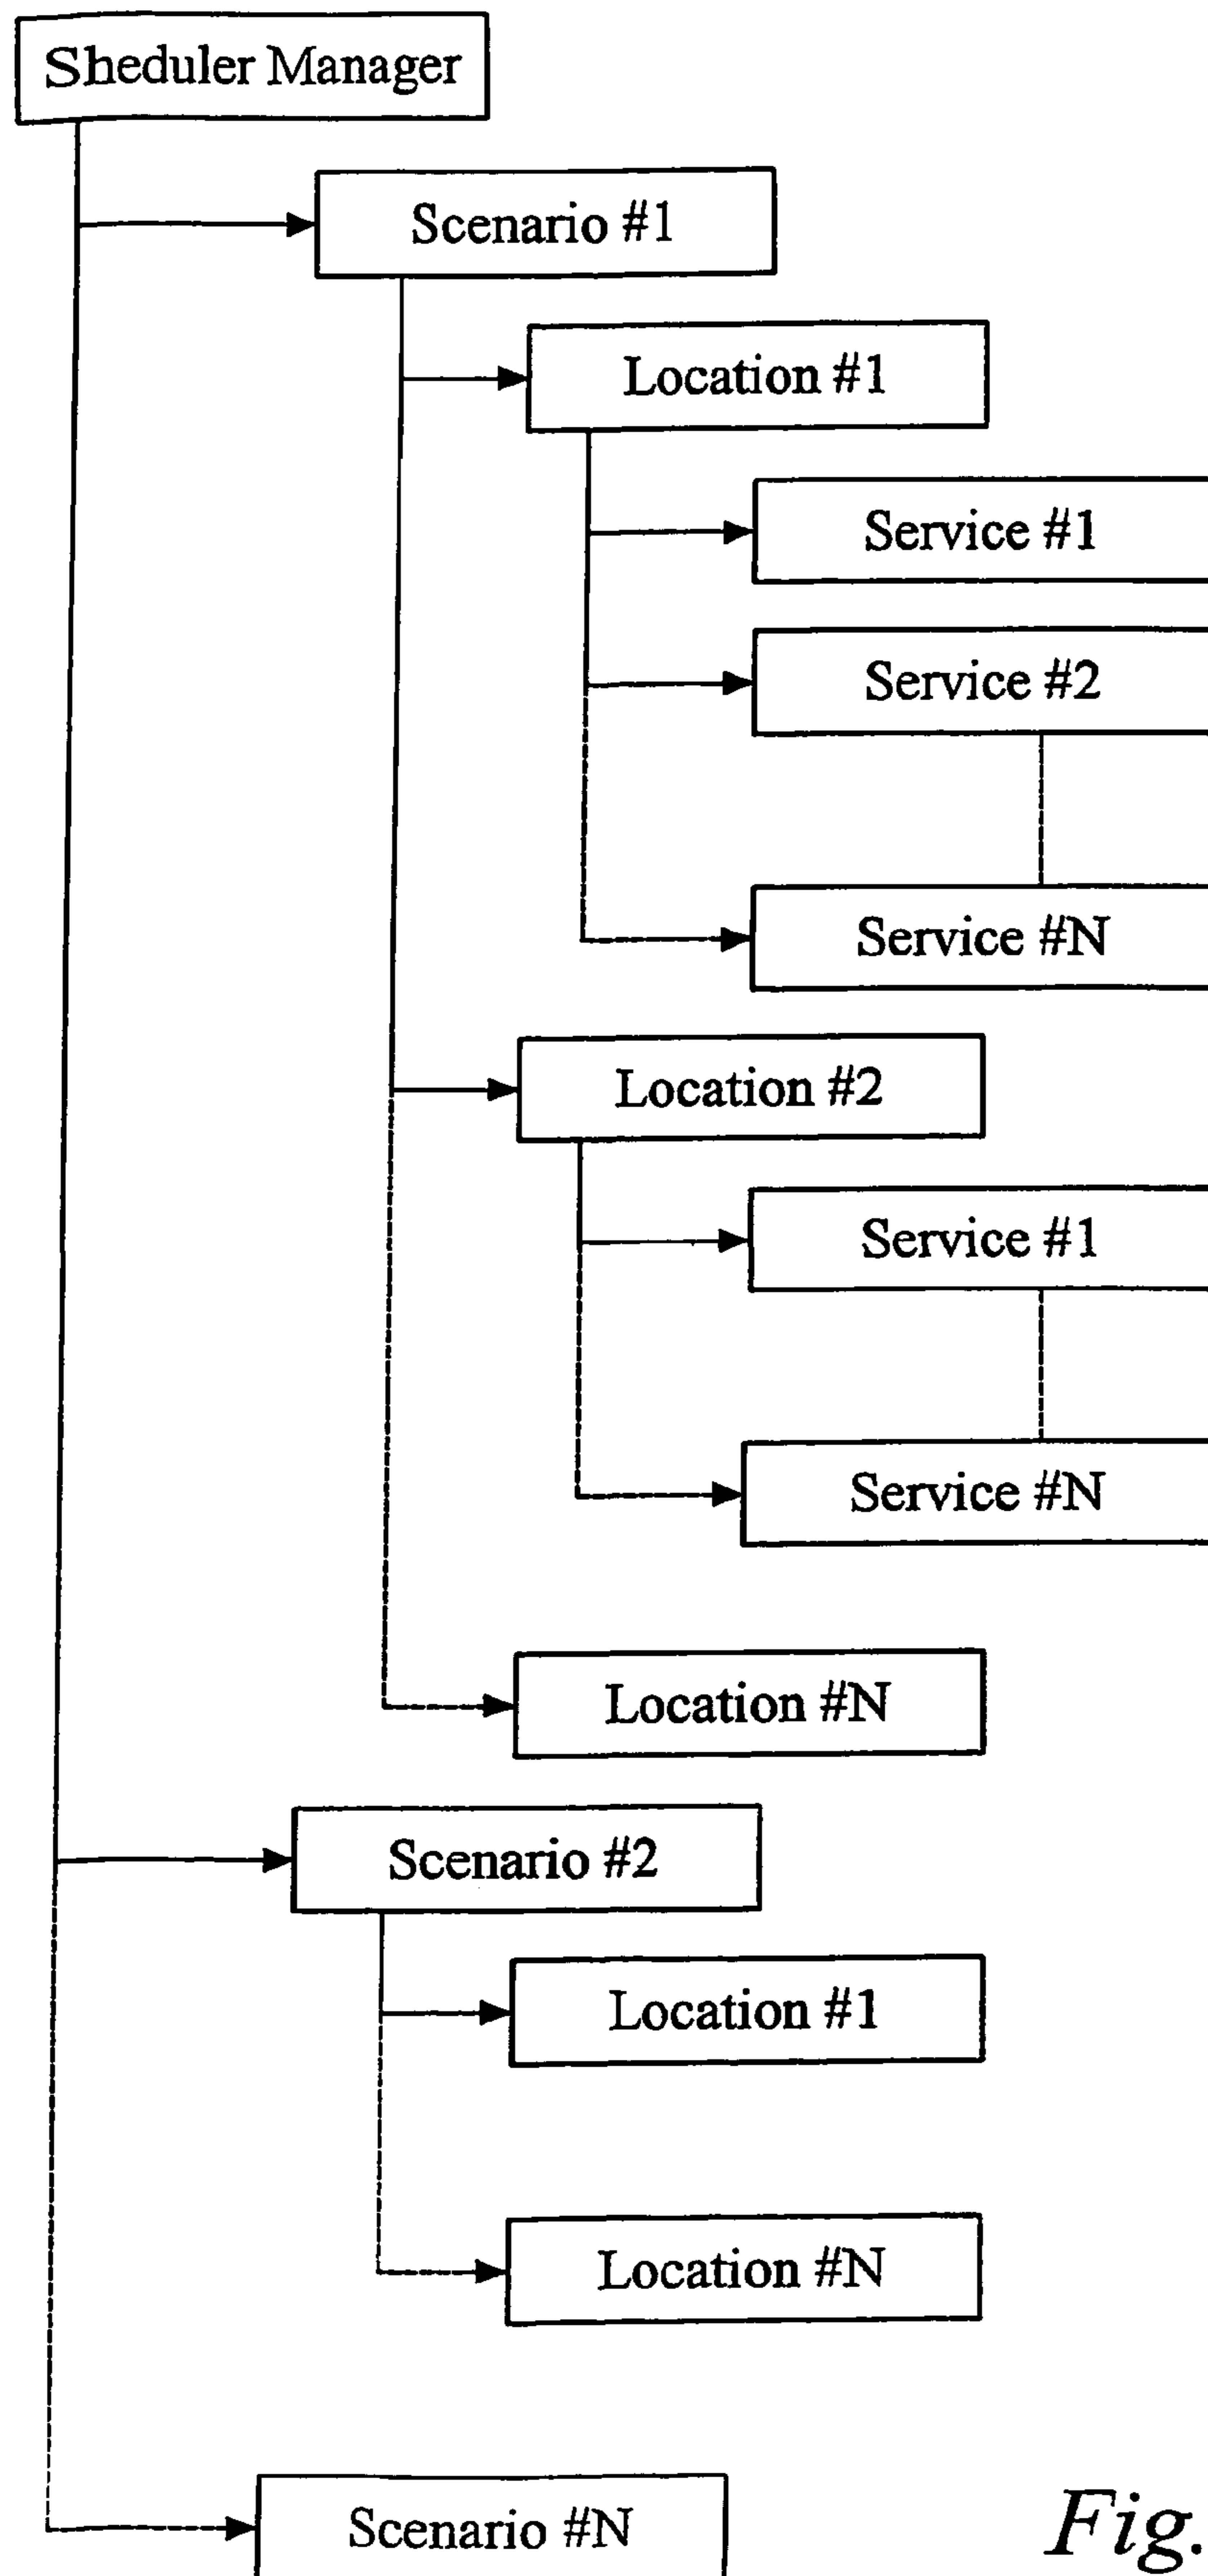 Sheduler Manager
Scenario #1
Location #1
Service #1
Service #2
Service #N
Location #2
Service #1
Service #N
Location #N
Scenario #2
Location #1
Location #N
Scenario #N
Fig.